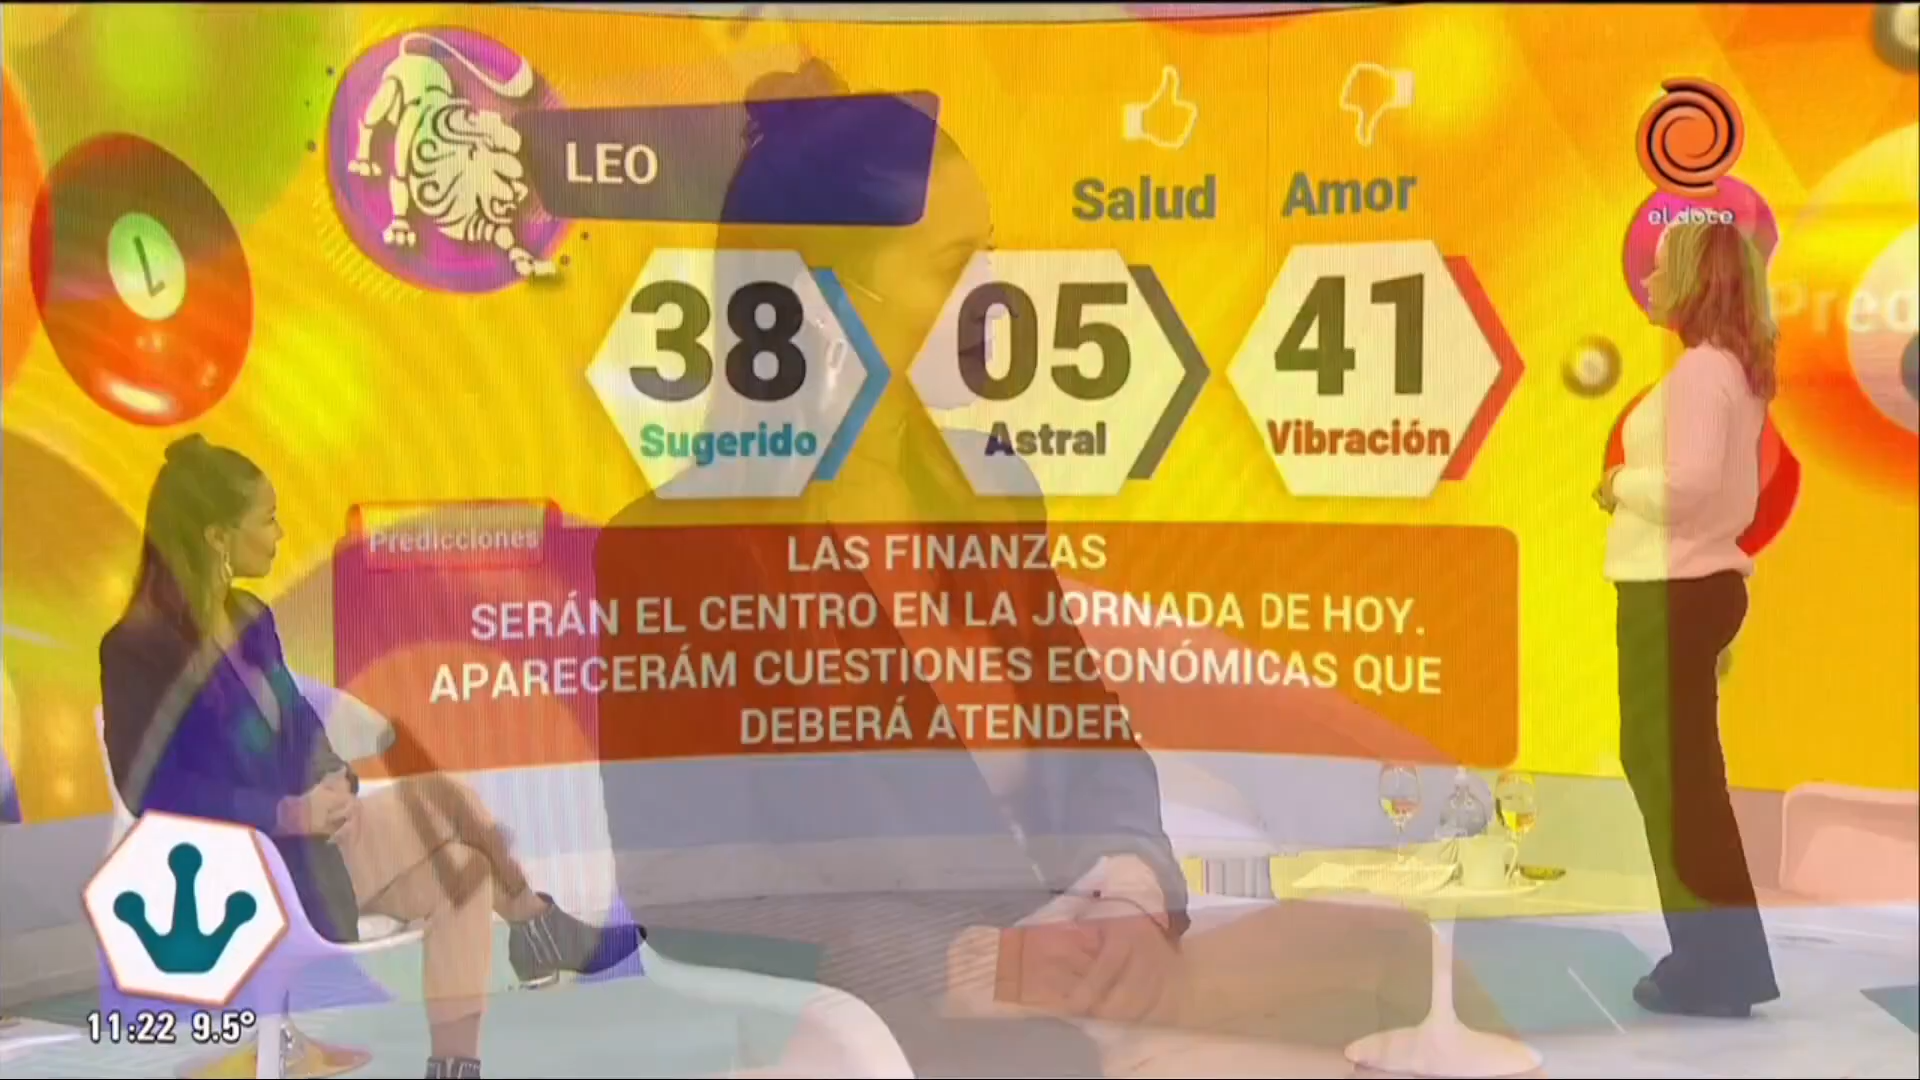 LEO
Salud
Amor
el doce
38
05
41
Sugerido
Astral
Vibración
Pred
Predicciones
LAS FINANZAS
SERÁN EL CENTRO EN LA JORNADA DE HOY.
APARECERÁM CUESTIONES ECONÓMICAS QUE
DEBERÁ ATENDER.
11:22 9.5°